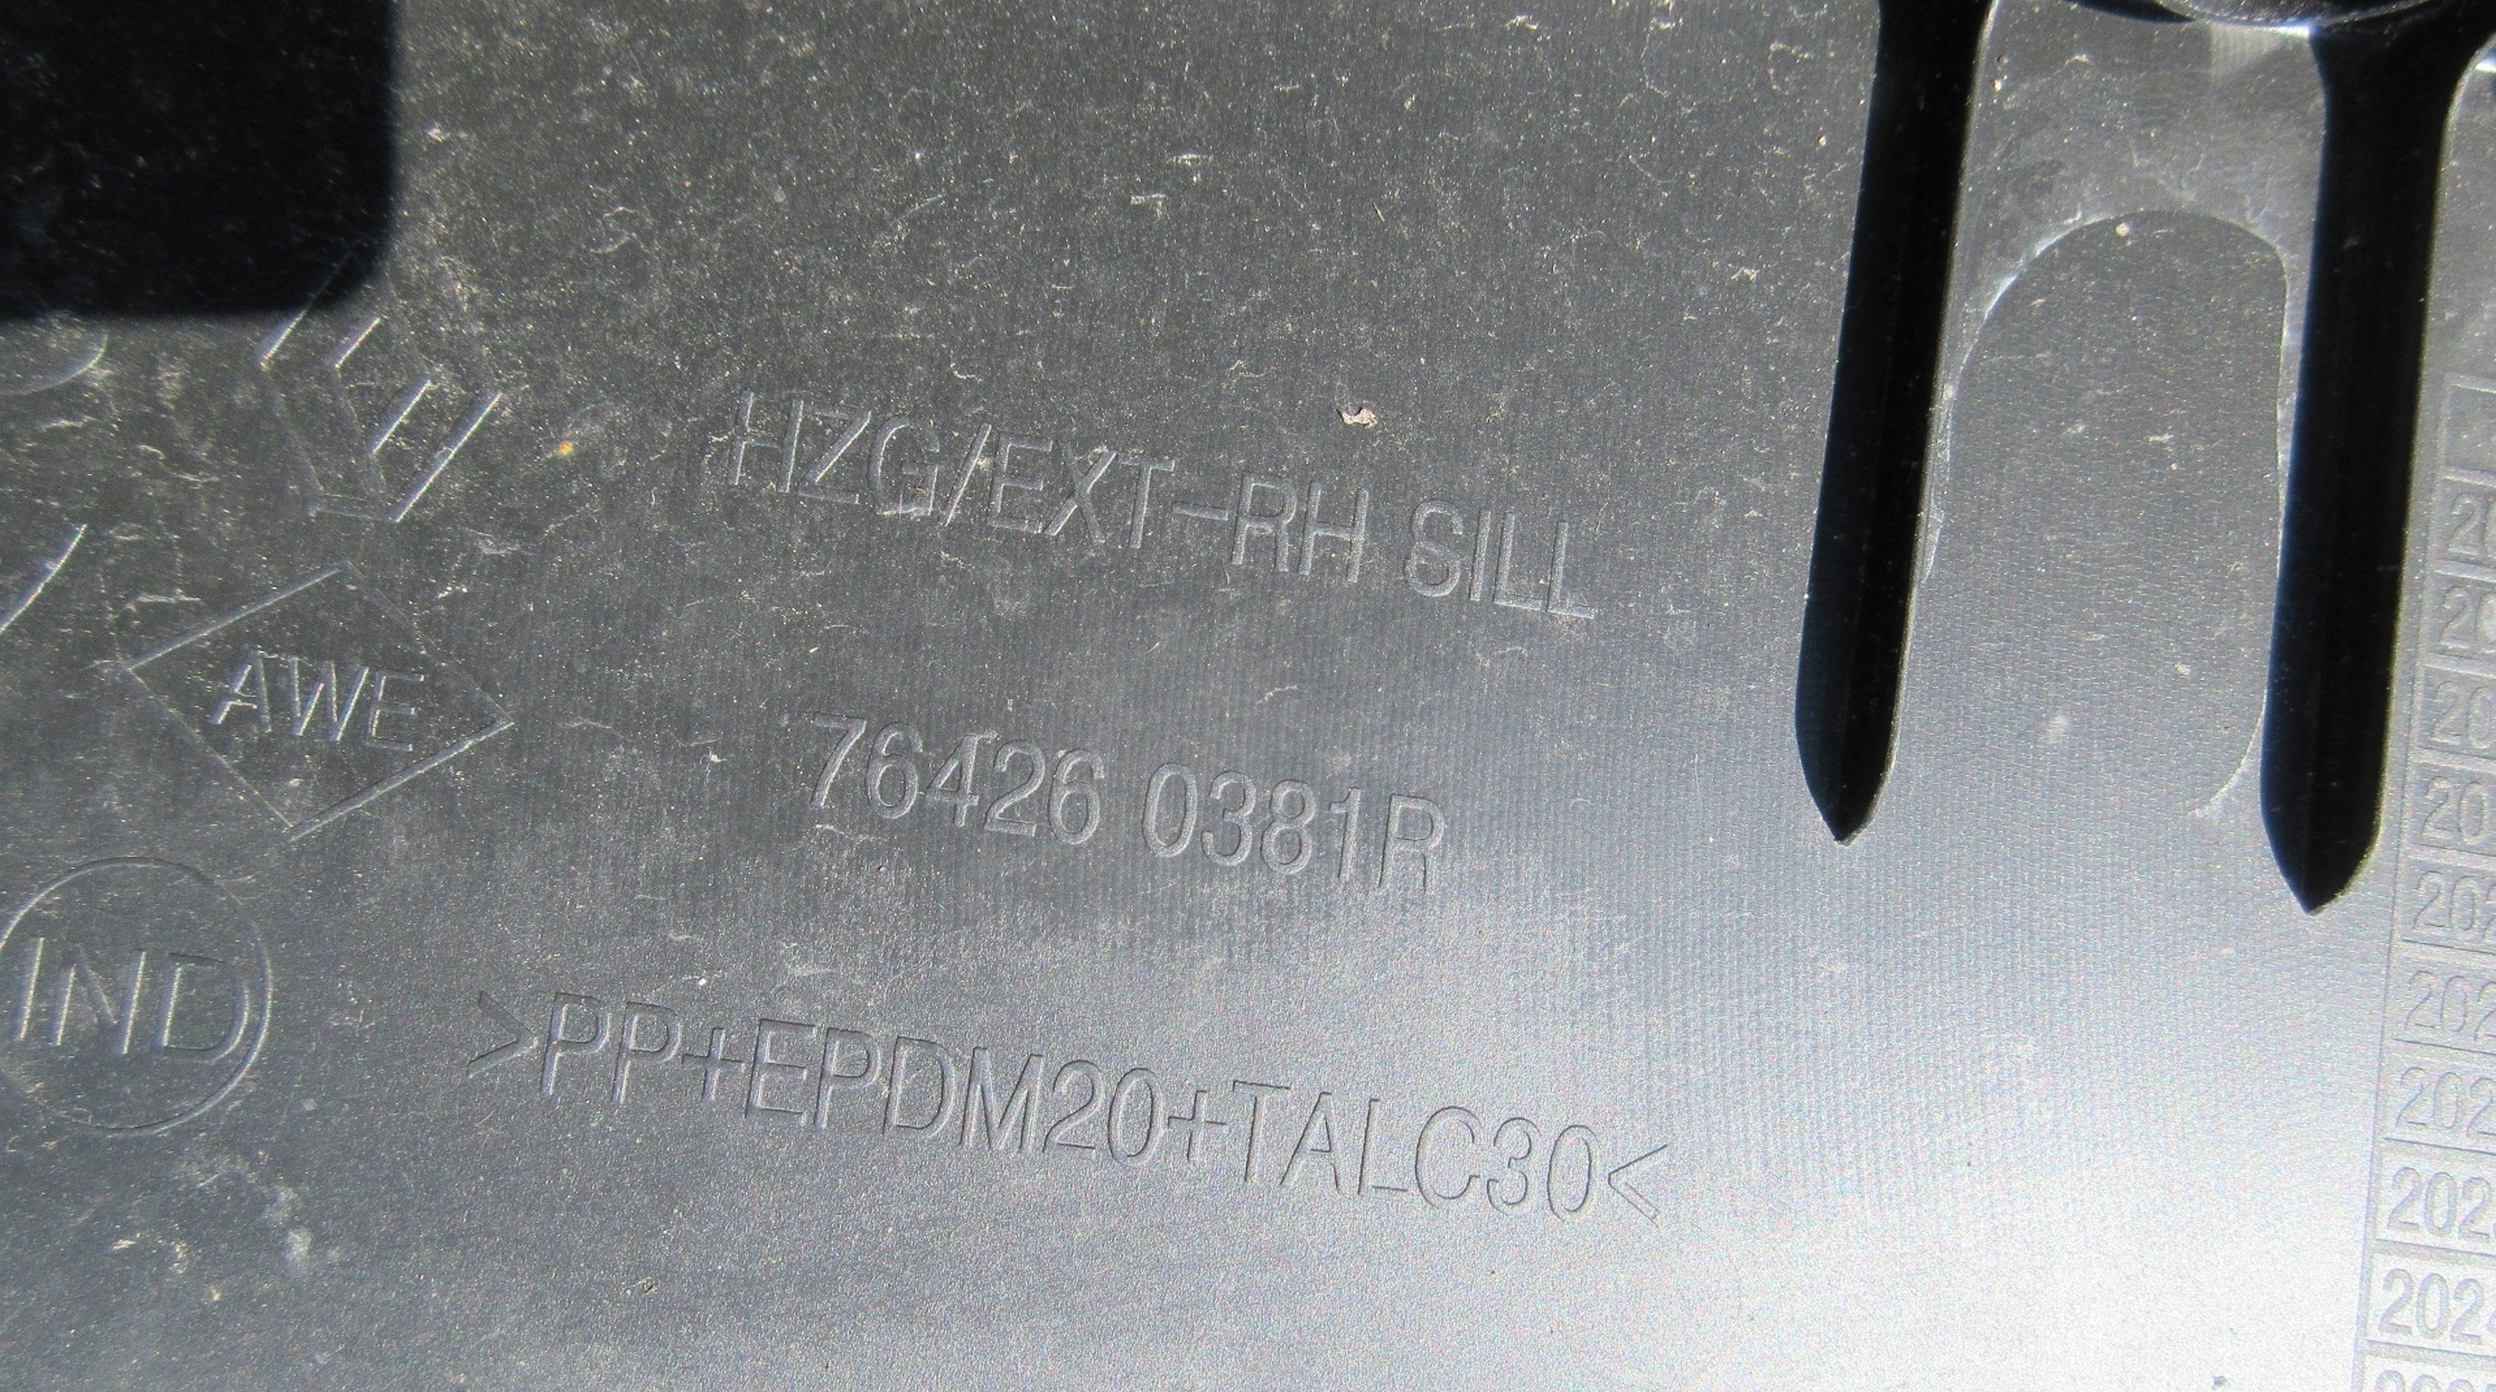 HZG/EXT-RH SILL
AWE
76426 0381R
IND
>PP+EPDM20+TALC30<